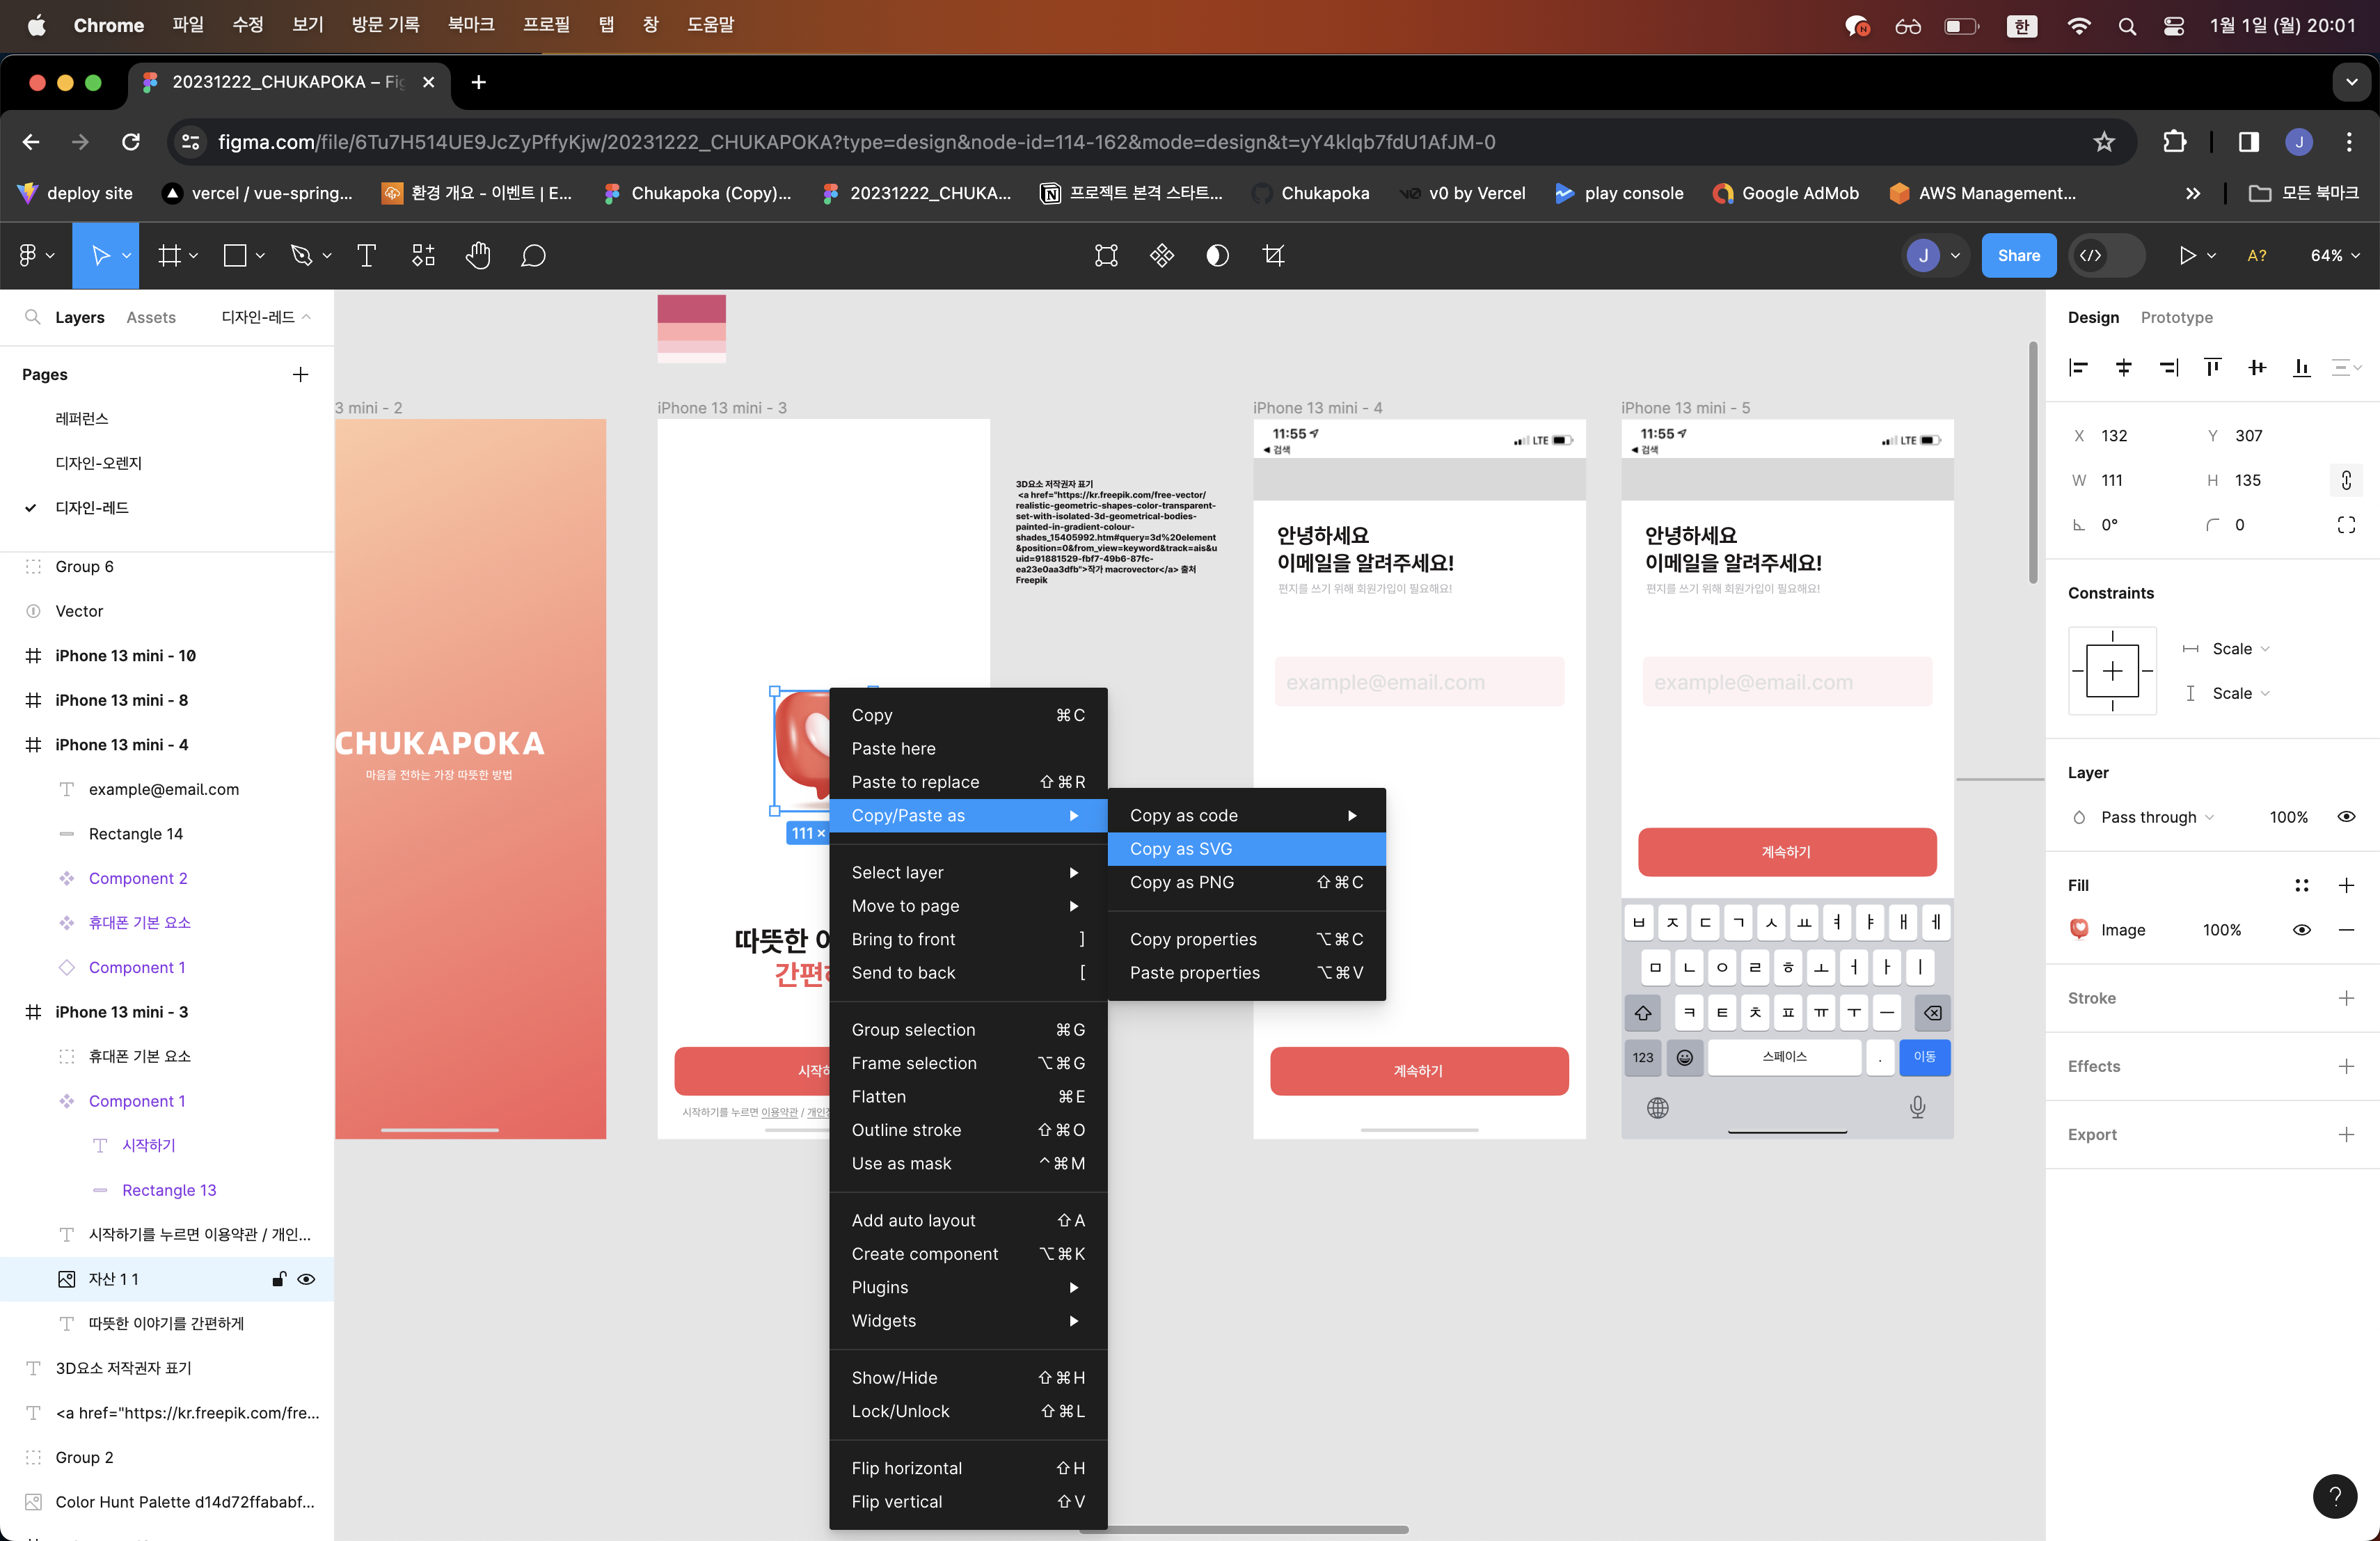 Chrome 파일 수정 보기 방문 기록 북마크 프로필 탭 창 도움말
한 1월 1일 (월) 20:01
20231222_CHUKAPOKA – Fig
figma.com/file/6Tu7H514UE9JcZyPffyKjw/20231222_CHUKAPOKA?type=design&node-id=114-162&mode=design&t=yY4klqb7fdU1AfJM-0
J
deploy site
vercel / vue-spring...
환경 개요 - 이벤트 | E...
Chukapoka (Copy)...
20231222_CHUKA...
프로젝트 본격 스타트...
Chukapoka
v0 by Vercel
play console
Google AdMob
AWS Management...
모든 북마크
J
Share
A?
64%
Layers Assets 디자인-레드
Pages
레퍼런스
디자인-오렌지
디자인-레드
Group 6
Vector
iPhone 13 mini - 10
iPhone 13 mini - 8
iPhone 13 mini - 4
example@email.com
Rectangle 14
Component 2
휴대폰 기본 요소
Component 1
iPhone 13 mini - 3
휴대폰 기본 요소
Component 1
시작하기
Rectangle 13
시작하기를 누르면 이용약관 / 개인...
자산 1 1
따뜻한 이야기를 간편하게
3D요소 저작권자 표기
<a href="https://kr.freepik.com/fre...
Group 2
Color Hunt Palette d14d72ffababf...
3 mini - 2
CHUKAPOKA
마음을 전하는 가장 따뜻한 방법
iPhone 13 mini - 3
111 ×
따뜻한
간편
시작하기를 누르면 이용약관 /
3D요소 저작권자 표기
<a href="https://kr.freepik.com/free-vector/
realistic-geometric-shapes-color-transparent-
set-with-isolated-3d-geometrical-bodies-
painted-in-gradient-colour-
shades_15405992.htm#query=3d%20element
&position=0&from_view=keyword&track=ais&u
uid=91881529-fbf7-49b6-87fc-
ea23e0aa3dfb">작가 macrovector</a> 출처
Freepik
Copy ⌘C
Paste here
Paste to replace ⇧⌘R
Copy/Paste as
Select layer
Move to page
Bring to front ]
Send to back [
Group selection ⌘G
Frame selection ⌥⌘G
Flatten ⌘E
Outline stroke ⇧⌘O
Use as mask ^⌘M
Add auto layout ⇧A
Create component ⌥⌘K
Plugins
Widgets
Show/Hide ⇧⌘H
Lock/Unlock ⇧⌘L
Flip horizontal ⇧H
Flip vertical ⇧V
Copy as code
Copy as SVG
Copy as PNG ⇧⌘C
Copy properties ⌥⌘C
Paste properties ⌥⌘V
iPhone 13 mini - 4
11:55
LTE
◀ 검색
안녕하세요
이메일을 알려주세요!
편지를 쓰기 위해 회원가입이 필요해요!
example@email.com
계속하기
iPhone 13 mini - 5
11:55
LTE
◀ 검색
안녕하세요
이메일을 알려주세요!
편지를 쓰기 위해 회원가입이 필요해요!
example@email.com
계속하기
ㅂ ㅈ ㄷ ㄱ ㅅ ㅛ ㅕ ㅑ ㅐ ㅔ
ㅁ ㄴ ㅇ ㄹ ㅎ ㅗ ㅓ ㅏ ㅣ
ㅋ ㅌ ㅊ ㅍ ㅠ ㅜ ㅡ
123 스페이스 . 이동
Design Prototype
X 132 Y 307
W 111 H 135
0° 0
Constraints
Scale
Scale
Layer
Pass through 100%
Fill
Image 100%
Stroke
Effects
Export
?